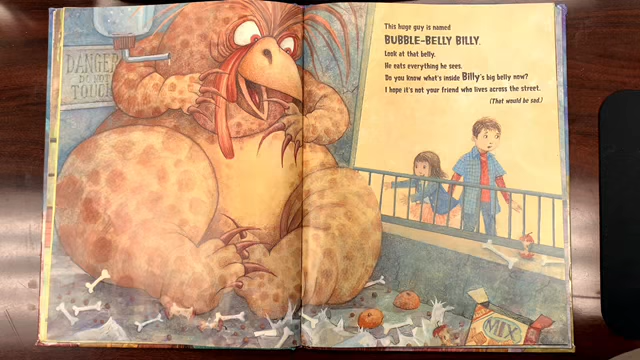 DANGER
DO NOT
TOUCH
This huge guy is named
BUBBLE-BELLY BILLY.
Look at that belly.
He eats everything he sees.
Do you know what's inside Billy's big belly now?
I hope it's not your friend who lives across the street.
(That would be sad.)
MIX